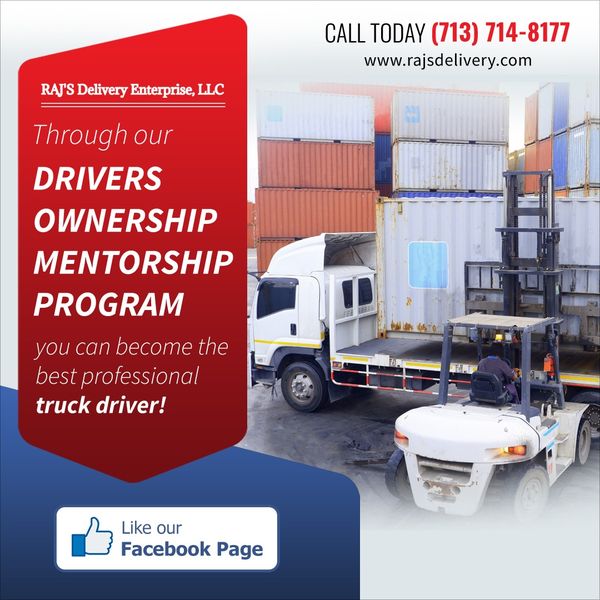 CALL TODAY (713) 714-8177
www.rajsdelivery.com
RAJ'S Delivery Enterprise, LLC
Through our
DRIVERS
OWNERSHIP
MENTORSHIP
PROGRAM
you can become the
best professional
truck driver!
Like our
Facebook Page